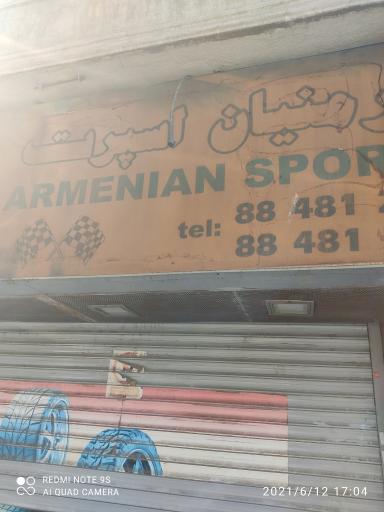 رمنیان اسپرت
ARMENIAN SPOR
tel: 88 481
88 481
REDMI NOTE 9S
AI QUAD CAMERA
2021/6/12 17:04